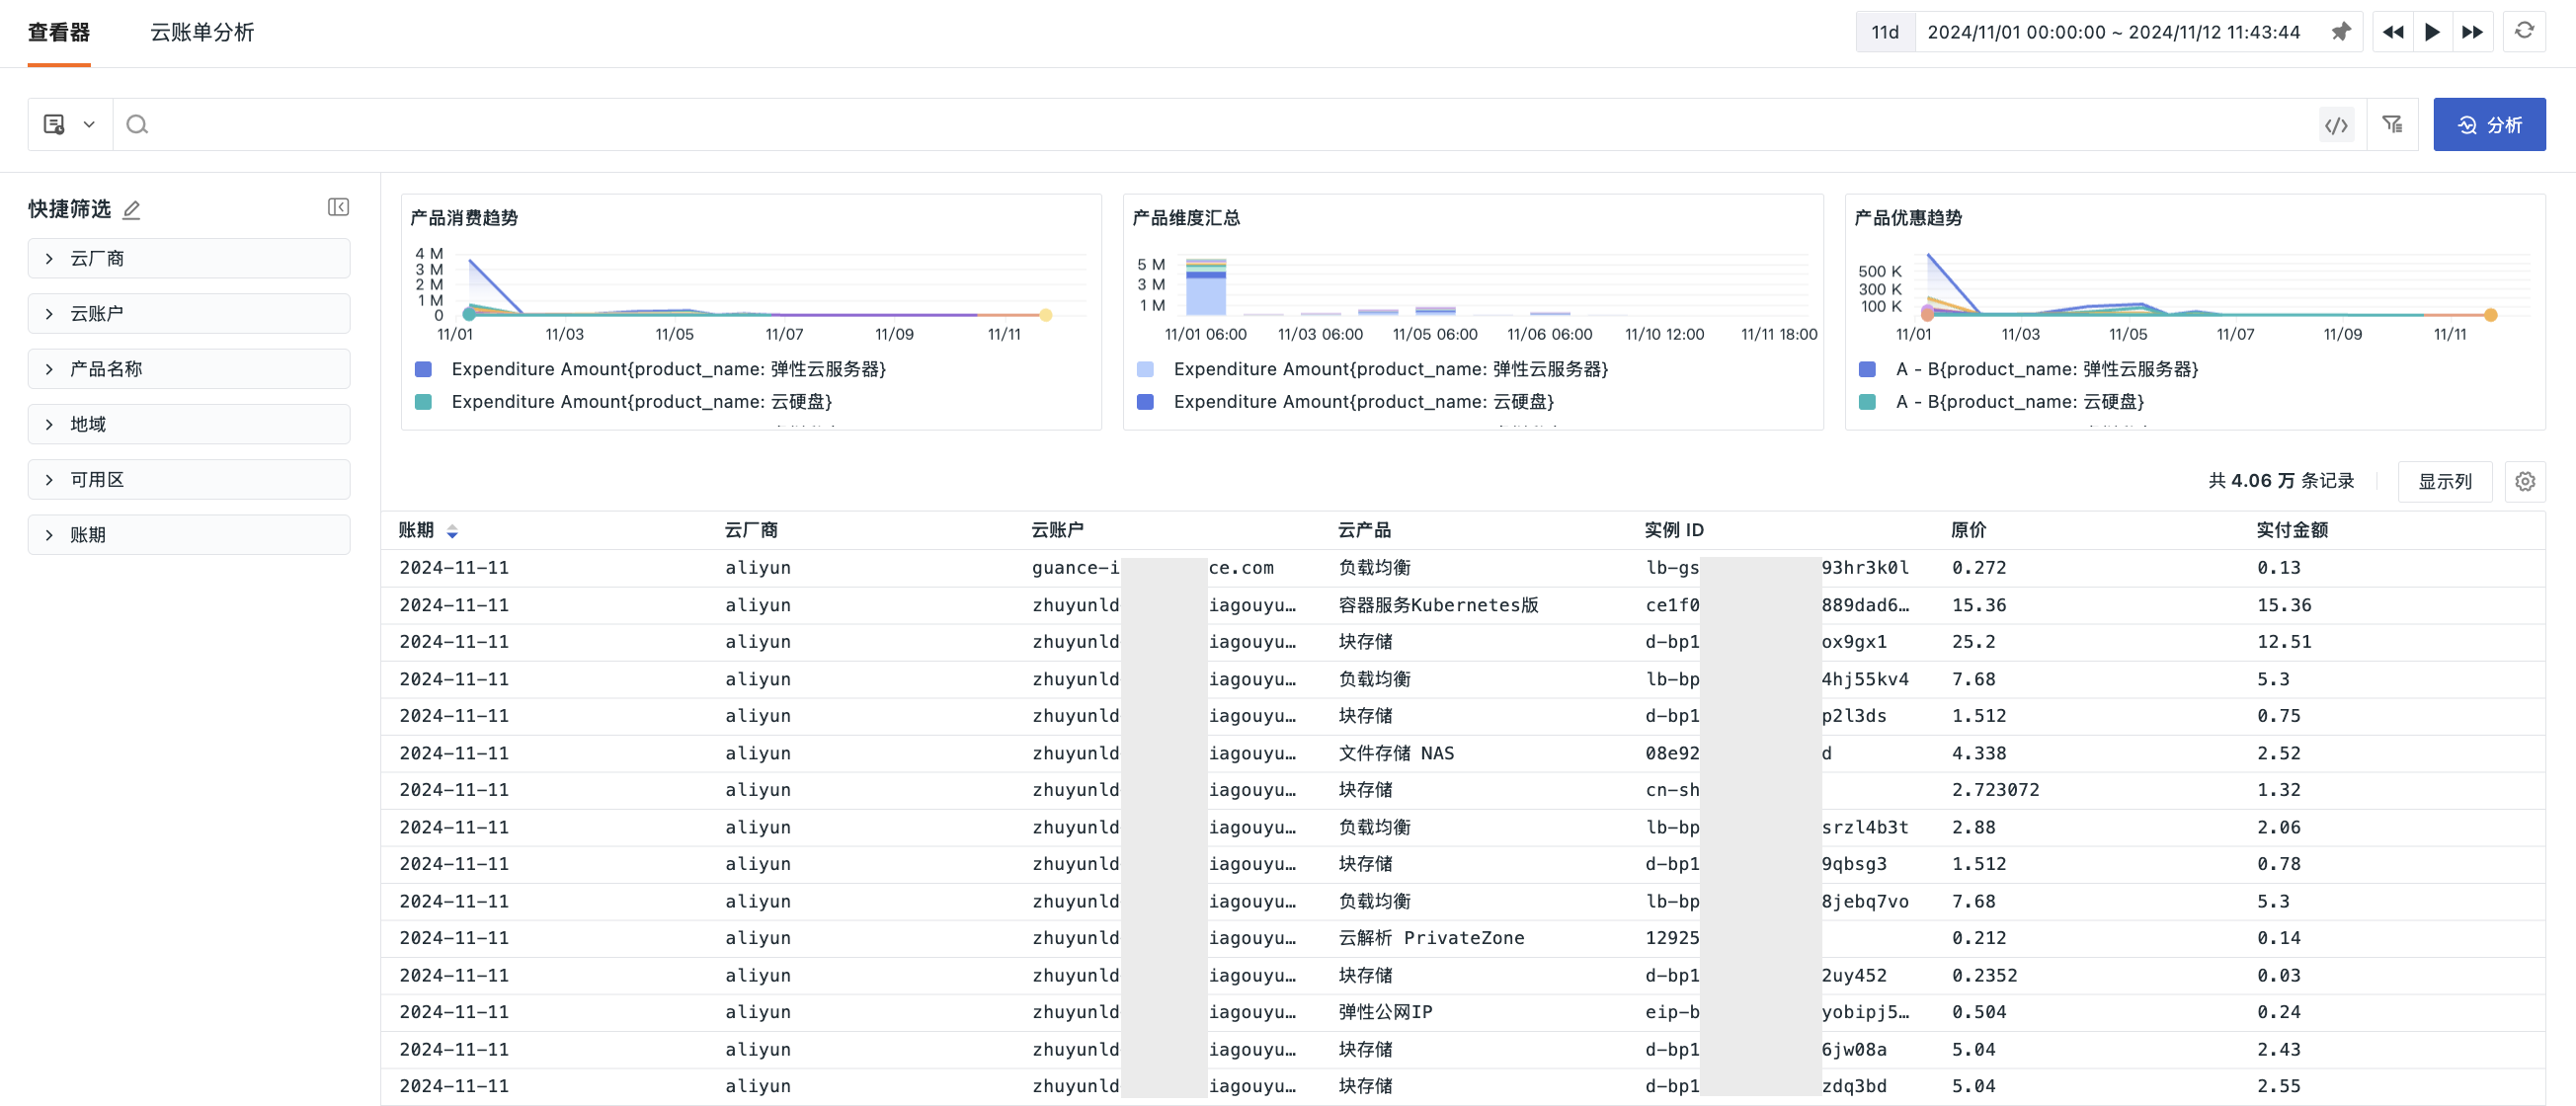 查看器 云账单分析 11d 2024/11/01 00:00:00 ~ 2024/11/12 11:43:44
</> 分析
快捷筛选
云厂商
云账户
产品名称
地域
可用区
账期
产品消费趋势
4 M
3 M
2 M
1 M
0
11/01 11/03 11/05 11/07 11/09 11/11
Expenditure Amount{product_name: 弹性云服务器}
Expenditure Amount{product_name: 云硬盘}
产品维度汇总
5 M
3 M
1 M
11/01 06:00 11/03 06:00 11/05 06:00 11/06 06:00 11/10 12:00 11/11 18:00
Expenditure Amount{product_name: 弹性云服务器}
Expenditure Amount{product_name: 云硬盘}
产品优惠趋势
500 K
300 K
100 K
11/01 11/03 11/05 11/07 11/09 11/11
A - B{product_name: 弹性云服务器}
A - B{product_name: 云硬盘}
共 4.06 万 条记录 显示列
账期 云厂商 云账户 云产品 实例 ID 原价 实付金额
2024-11-11 aliyun guance-i ce.com 负载均衡 lb-gs 93hr3k0l 0.272 0.13
2024-11-11 aliyun zhuyunld iagouyu… 容器服务Kubernetes版 ce1f0 889dad6… 15.36 15.36
2024-11-11 aliyun zhuyunld iagouyu… 块存储 d-bp1 ox9gx1 25.2 12.51
2024-11-11 aliyun zhuyunld iagouyu… 负载均衡 lb-bp 4hj55kv4 7.68 5.3
2024-11-11 aliyun zhuyunld iagouyu… 块存储 d-bp1 p2l3ds 1.512 0.75
2024-11-11 aliyun zhuyunld iagouyu… 文件存储 NAS 08e92 d 4.338 2.52
2024-11-11 aliyun zhuyunld iagouyu… 块存储 cn-sh 2.723072 1.32
2024-11-11 aliyun zhuyunld iagouyu… 负载均衡 lb-bp srzl4b3t 2.88 2.06
2024-11-11 aliyun zhuyunld iagouyu… 块存储 d-bp1 9qbsg3 1.512 0.78
2024-11-11 aliyun zhuyunld iagouyu… 负载均衡 lb-bp 8jebq7vo 7.68 5.3
2024-11-11 aliyun zhuyunld iagouyu… 云解析 PrivateZone 12925 0.212 0.14
2024-11-11 aliyun zhuyunld iagouyu… 块存储 d-bp1 2uy452 0.2352 0.03
2024-11-11 aliyun zhuyunld iagouyu… 弹性公网IP eip-b yobipj5… 0.504 0.24
2024-11-11 aliyun zhuyunld iagouyu… 块存储 d-bp1 6jw08a 5.04 2.43
2024-11-11 aliyun zhuyunld iagouyu… 块存储 d-bp1 zdq3bd 5.04 2.55